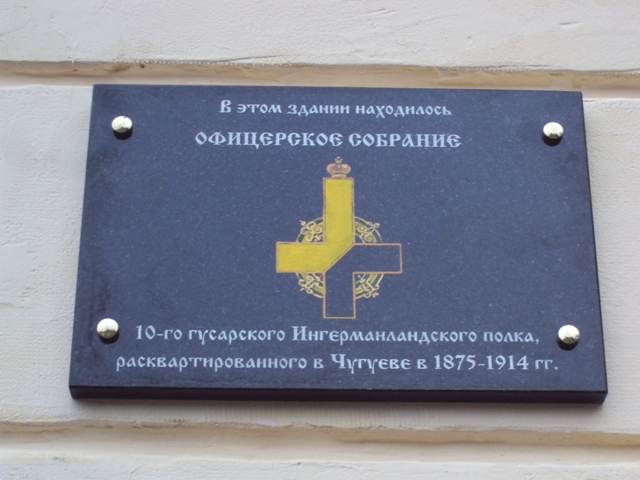 В этом здании находилось
ОФИЦЕРСКОЕ СОБРАНИЕ
10-го гусарского Ингерманландского полка,
расквартированного в Чугуеве в 1875-1914 гг.